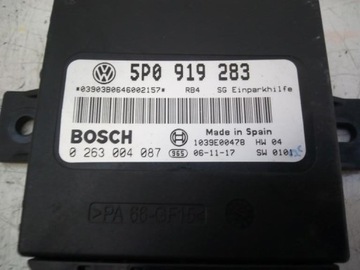 5P0 919 283
*03903B0646002157* RB4 SG Einparkhilfe
BOSCH
Made in Spain
1039E00478 HW 04
0 263 004 087 965 06-11-17 SW 0101